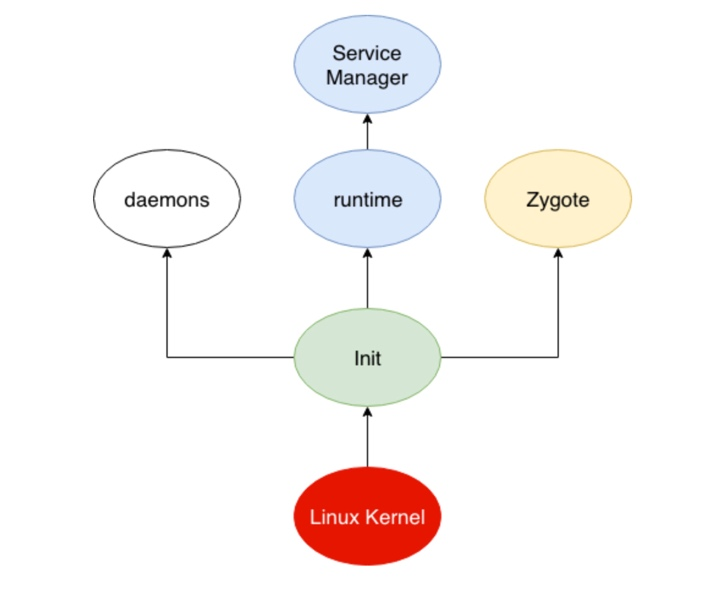 Service
Manager
daemons
runtime
Zygote
Init
Linux Kernel